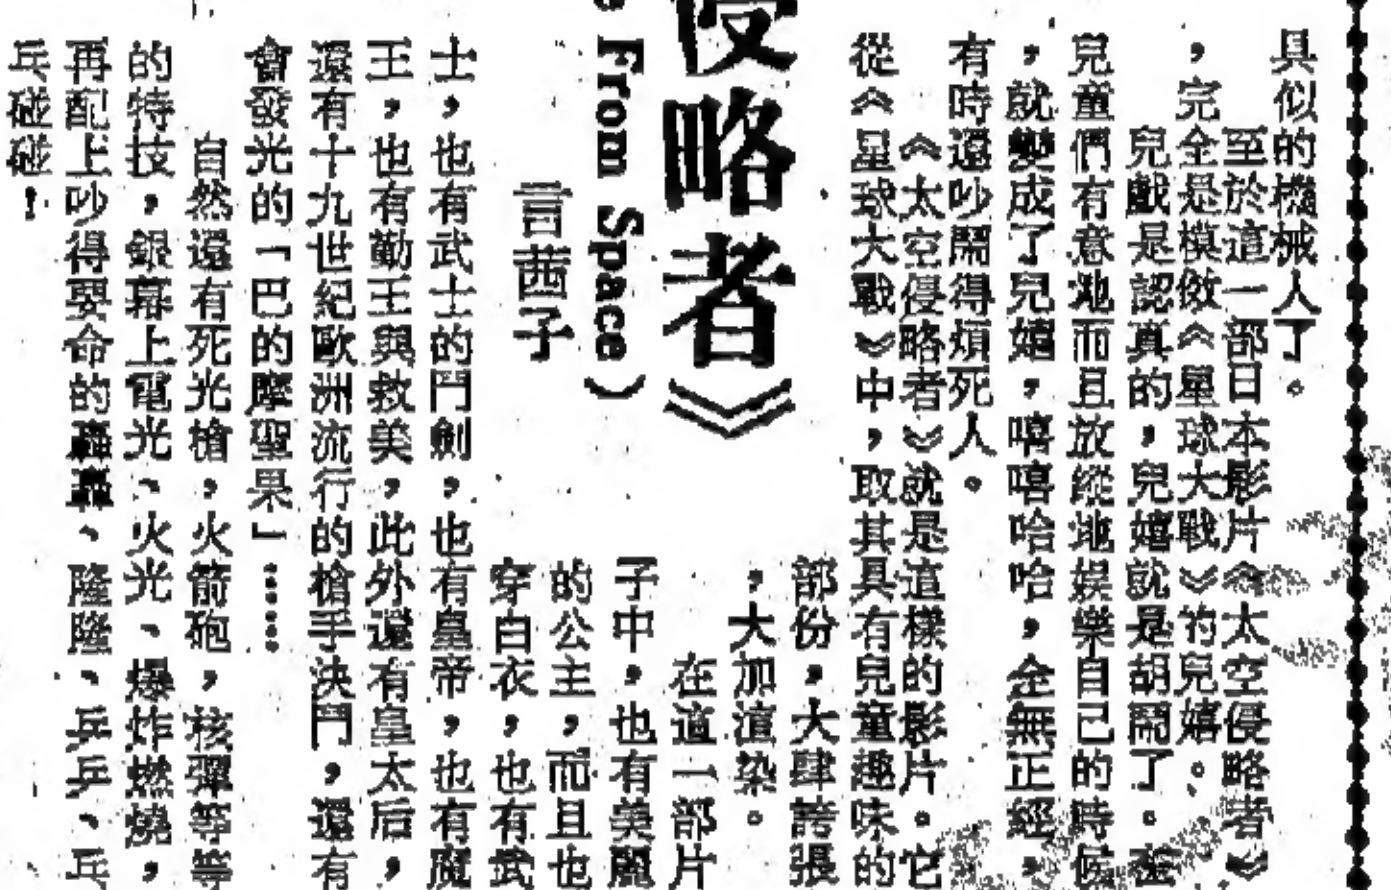 具似的機械人了。
至於這一部日本影片《太空侵略者》
，完全是模倣《星球大戰》的兒嬉。
兒戲是認真的，兒嬉就是胡鬧了。在
兒童們有意地而且放縱地娛樂自己的時候
，就變成了兒嬉，嘻嘻哈哈，全無正經，
有時還吵鬧得煩死人。
《太空侵略者》就是這樣的影片。它
從《星球大戰》中，取其具有兒童趣味的
部份，大肆誇張
，大加渲染。
侵略者》
From Space）
言茜子
在這一部片
子中，也有美麗
的公主，而且也
穿白衣，也有武
士，也有武士的鬥劍，也有皇帝，也有魔
王，也有勤王與救美，此外還有皇太后，
還有十九世紀歐洲流行的槍手決鬥，還有
會發光的「巴的摩聖果」……
自然還有死光槍，火箭砲，核彈等等
的特技，銀幕上電光、火光、爆炸燃燒，
再配上吵得要命的轟轟、隆隆、乒乒、乓
乓碰碰！